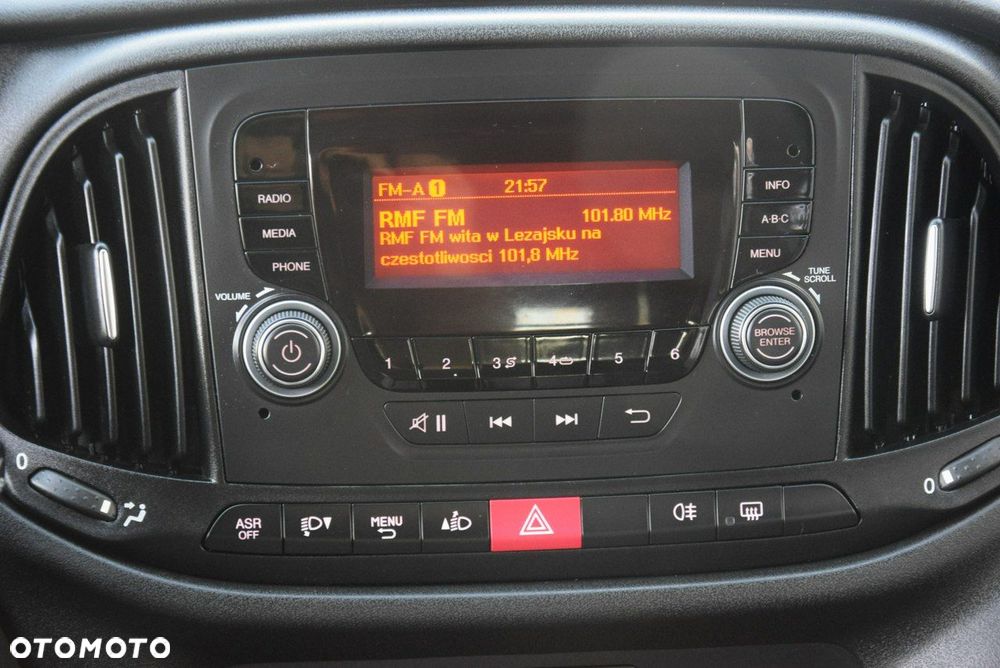 RADIO
MEDIA
PHONE
VOLUME
FM-A 1 21:57
RMF FM 101.80 MHz
RMF FM wita w Lezajsku na
czestotliwosci 101,8 MHz
INFO
A·B·C
MENU
TUNE
SCROLL
BROWSE
ENTER
1 2 3 4 5 6
0
0
ASR
OFF
MENU
OTOMOTO